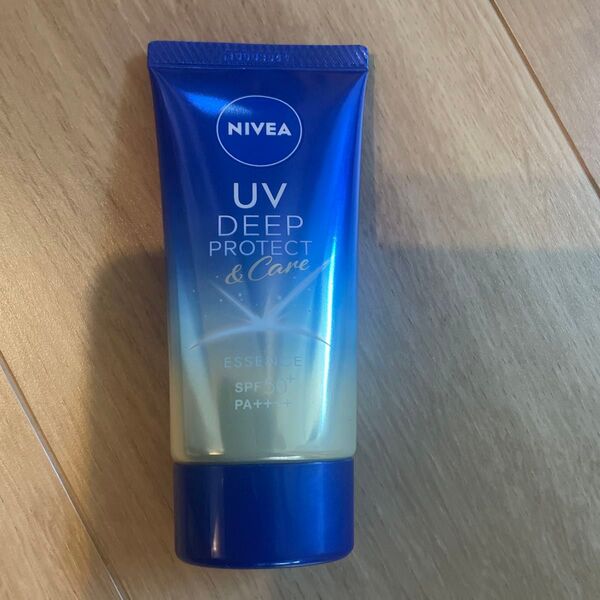 NIVEA
UV
DEEP
PROTECT
& Care
ESSENCE
SPF50+
PA++++